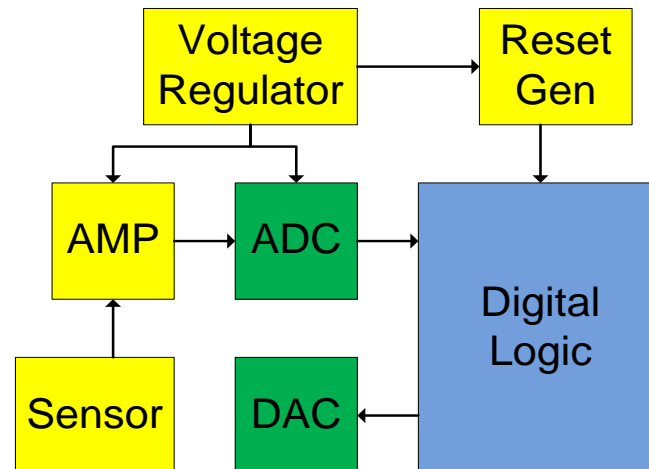 Voltage
Regulator
Reset
Gen
AMP
ADC
Digital
Logic
Sensor
DAC